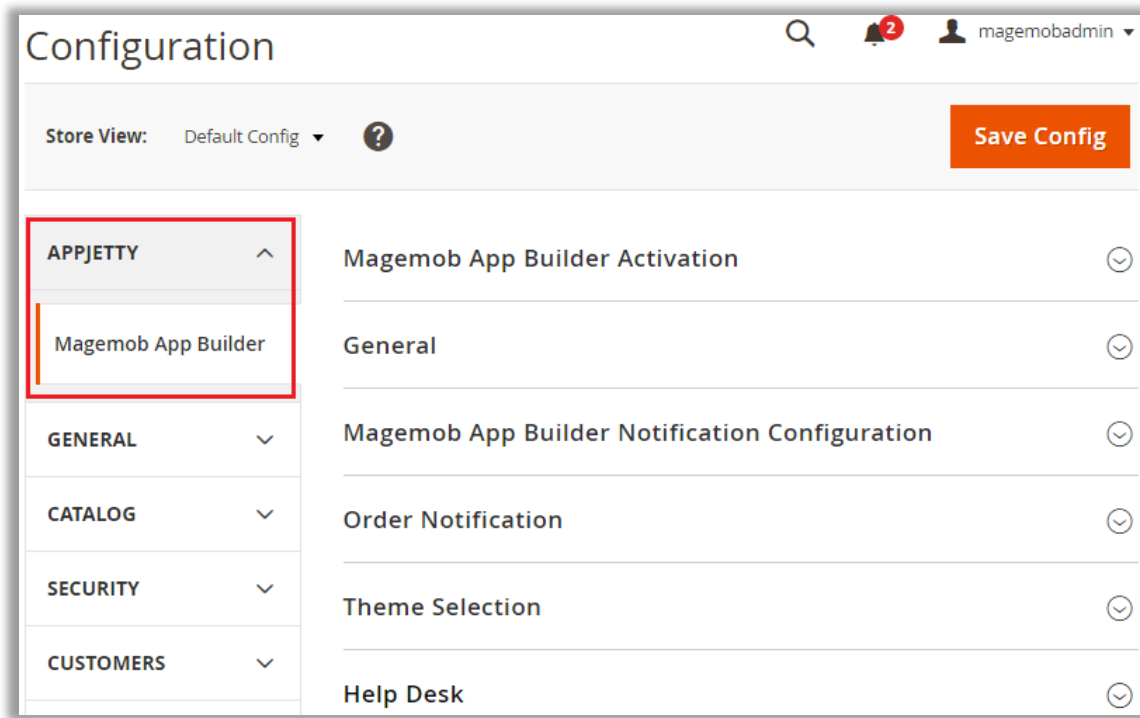 Configuration
2
magemobadmin
Store View: Default Config ?
Save Config
APPJETTY
Magemob App Builder
GENERAL
CATALOG
SECURITY
CUSTOMERS
Magemob App Builder Activation
General
Magemob App Builder Notification Configuration
Order Notification
Theme Selection
Help Desk